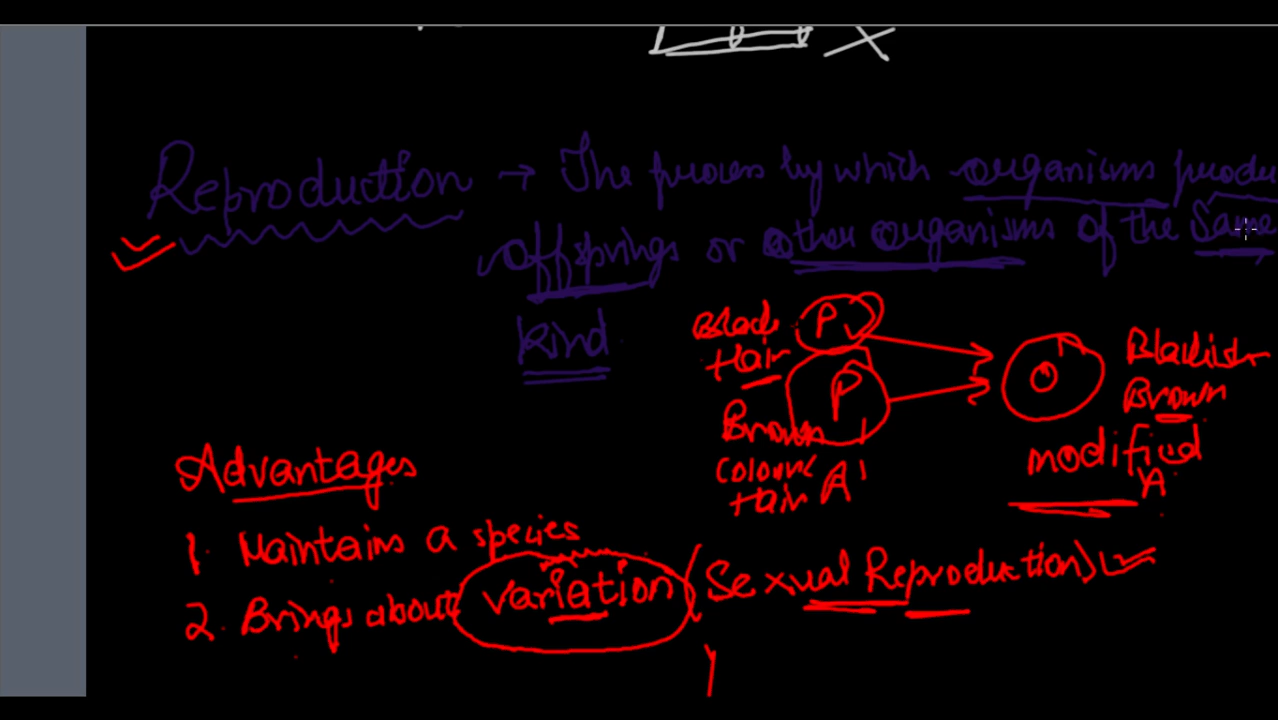 Reproduction → The process by which organisms produ
offsprings or other organisms of the Same
kind
Black
Hair
P
P
Brown
Colour
Hair A
O
Blackish
Brown
modified
A
Advantages
1. Maintains a species
2. Brings about variation (Sexual Reproduction)